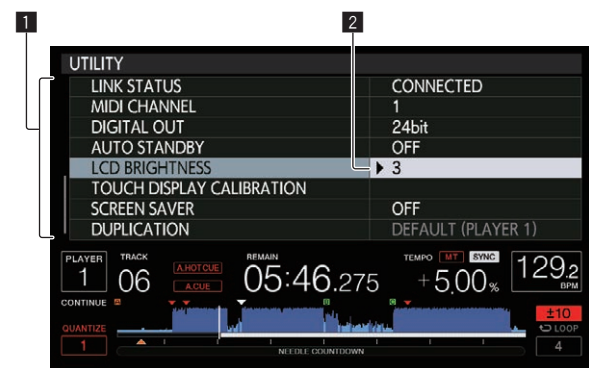 1 2
UTILITY
LINK STATUS CONNECTED
MIDI CHANNEL 1
DIGITAL OUT 24bit
AUTO STANDBY OFF
LCD BRIGHTNESS 3
TOUCH DISPLAY CALIBRATION
SCREEN SAVER OFF
DUPLICATION DEFAULT (PLAYER 1)
PLAYER TRACK REMAIN TEMPO MT SYNC
1 06 A.HOT CUE A.CUE 05:46.275 +5.00% 129.2 BPM
CONTINUE
±10
QUANTIZE LOOP
1 NEEDLE COUNTDOWN 4